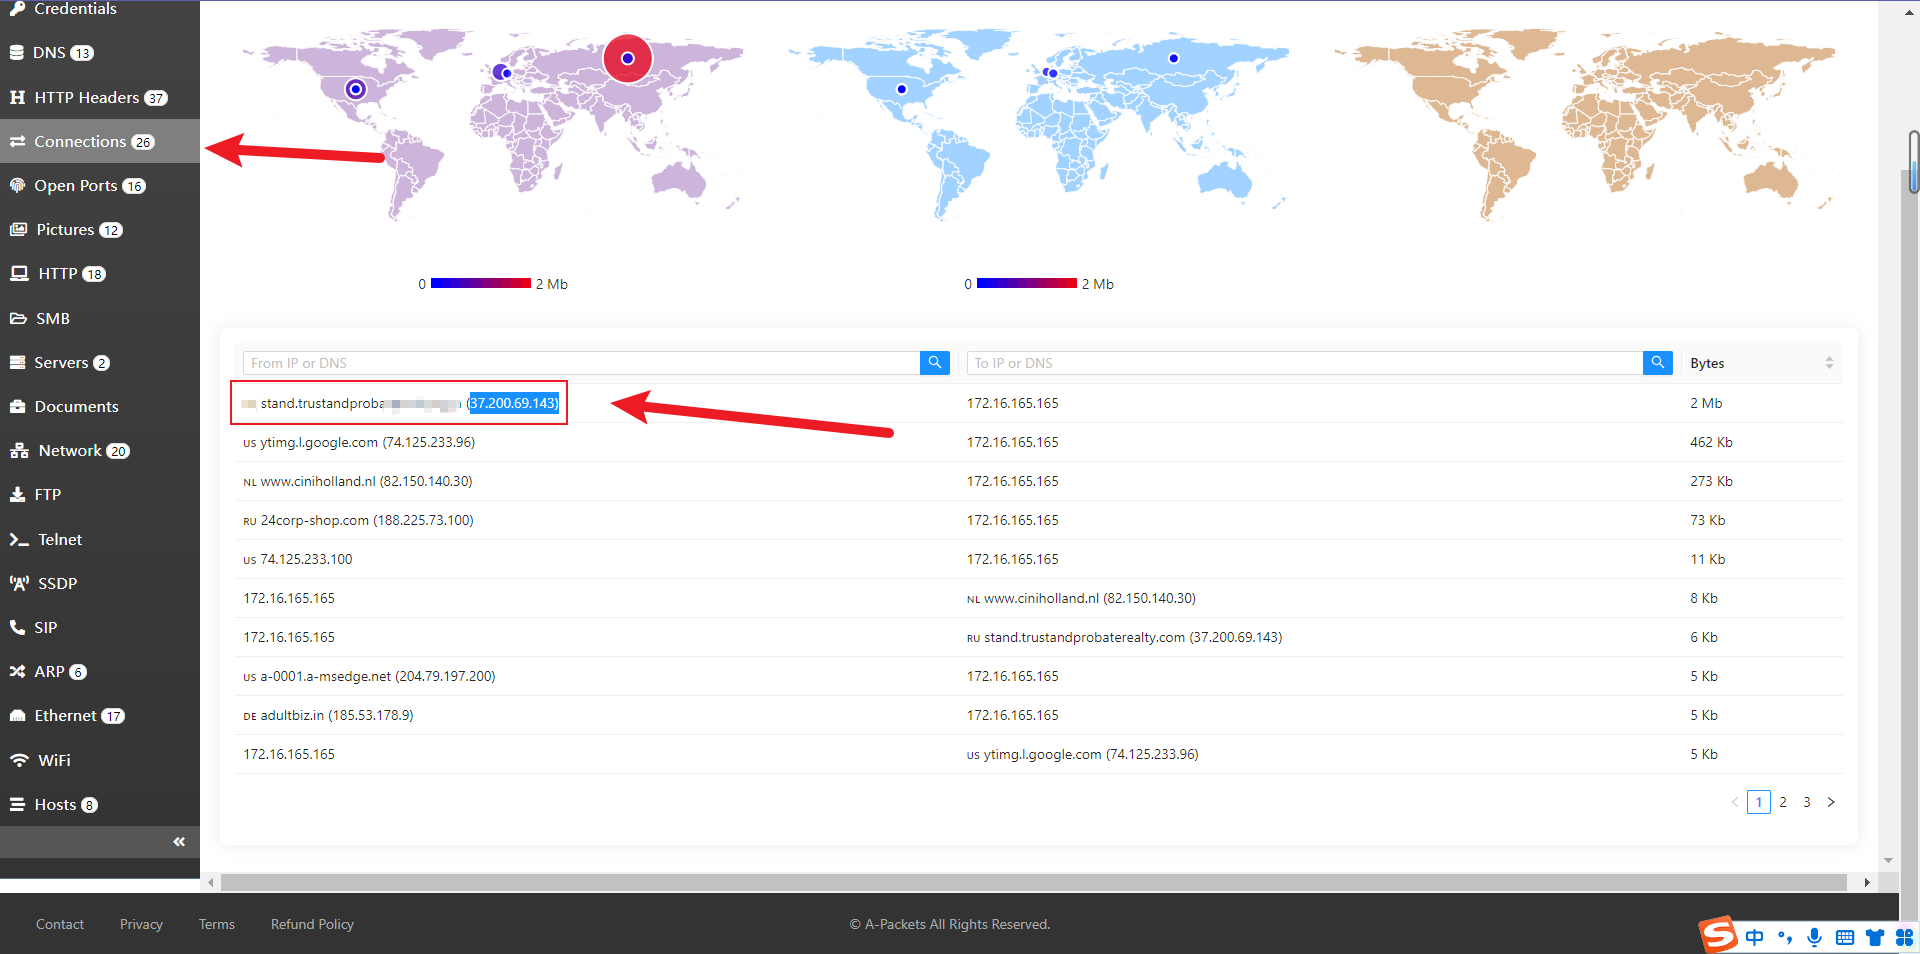 Credentials
DNS 13
HTTP Headers 37
Connections 26
Open Ports 16
Pictures 12
HTTP 18
SMB
Servers 2
Documents
Network 20
FTP
Telnet
SSDP
SIP
ARP 6
Ethernet 17
WiFi
Hosts 8
0 2 Mb
0 2 Mb
From IP or DNS To IP or DNS Bytes
stand.trustandproba (37.200.69.143) 172.16.165.165 2 Mb
US ytimg.l.google.com (74.125.233.96) 172.16.165.165 462 Kb
NL www.ciniholland.nl (82.150.140.30) 172.16.165.165 273 Kb
RU 24corp-shop.com (188.225.73.100) 172.16.165.165 73 Kb
US 74.125.233.100 172.16.165.165 11 Kb
172.16.165.165 NL www.ciniholland.nl (82.150.140.30) 8 Kb
172.16.165.165 RU stand.trustandprobaterealty.com (37.200.69.143) 6 Kb
US a-0001.a-msedge.net (204.79.197.200) 172.16.165.165 5 Kb
DE adultbiz.in (185.53.178.9) 172.16.165.165 5 Kb
172.16.165.165 US ytimg.l.google.com (74.125.233.96) 5 Kb
< 1 2 3 >
Contact Privacy Terms Refund Policy © A-Packets All Rights Reserved.
S 中